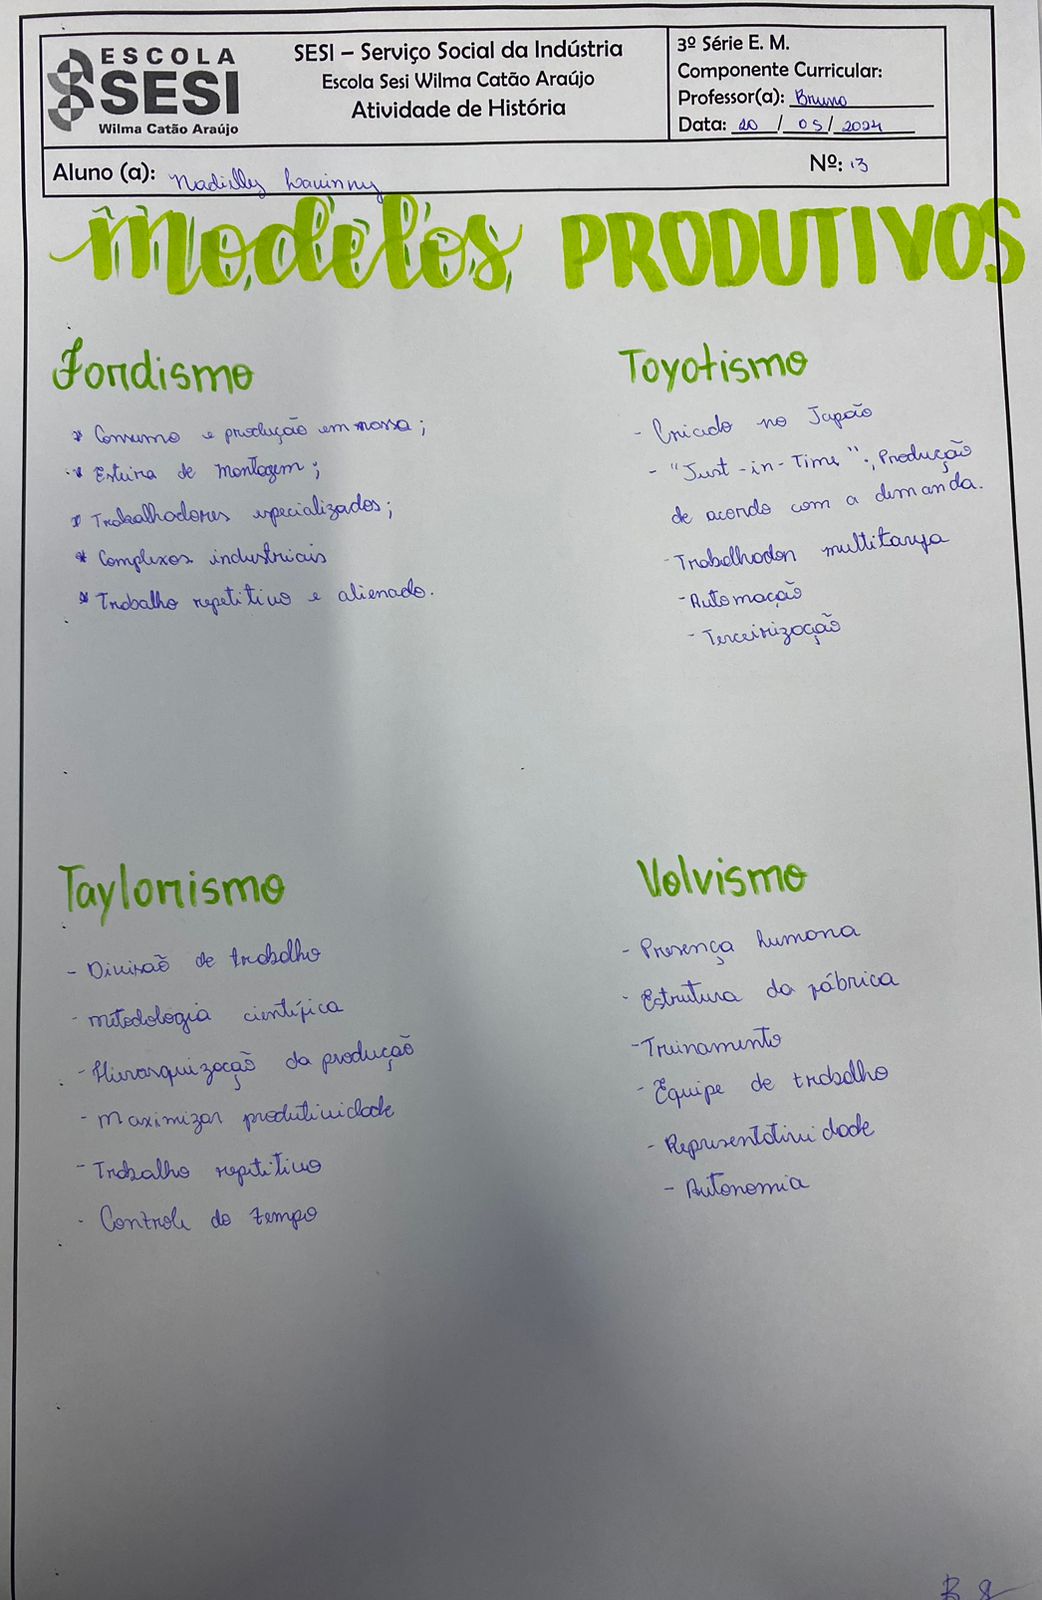 ESCOLA
SESI
Wilma Catão Araújo
SESI – Serviço Social da Indústria
Escola Sesi Wilma Catão Araújo
Atividade de História
3º Série E. M.
Componente Curricular:
Professor(a): Bruno
Data: 20 / 05 / 2024
Aluno (a): Nadielly Lavinny
Nº: 13
Modelos PRODUTIVOS
Fordismo
* Consumo e produção em massa;
* Esteira de montagem;
* Trabalhadores especializados;
* Complexos industriais
* Trabalho repetitivo e alienado.
Toyotismo
- Criado no Japão
- "Just-in-Time"; Produção
de acordo com a demanda.
- Trabalhador multitarefa
- Automação
- Terceirização
Taylorismo
- Divisão de trabalho
- metodologia científica
- Hierarquização da produção
- Maximizar produtividade
- Trabalho repetitivo
- Controle do tempo
Volvismo
- Presença humana
- Estrutura da fábrica
- Treinamento
- Equipe de trabalho
- Representatividade
- Autonomia